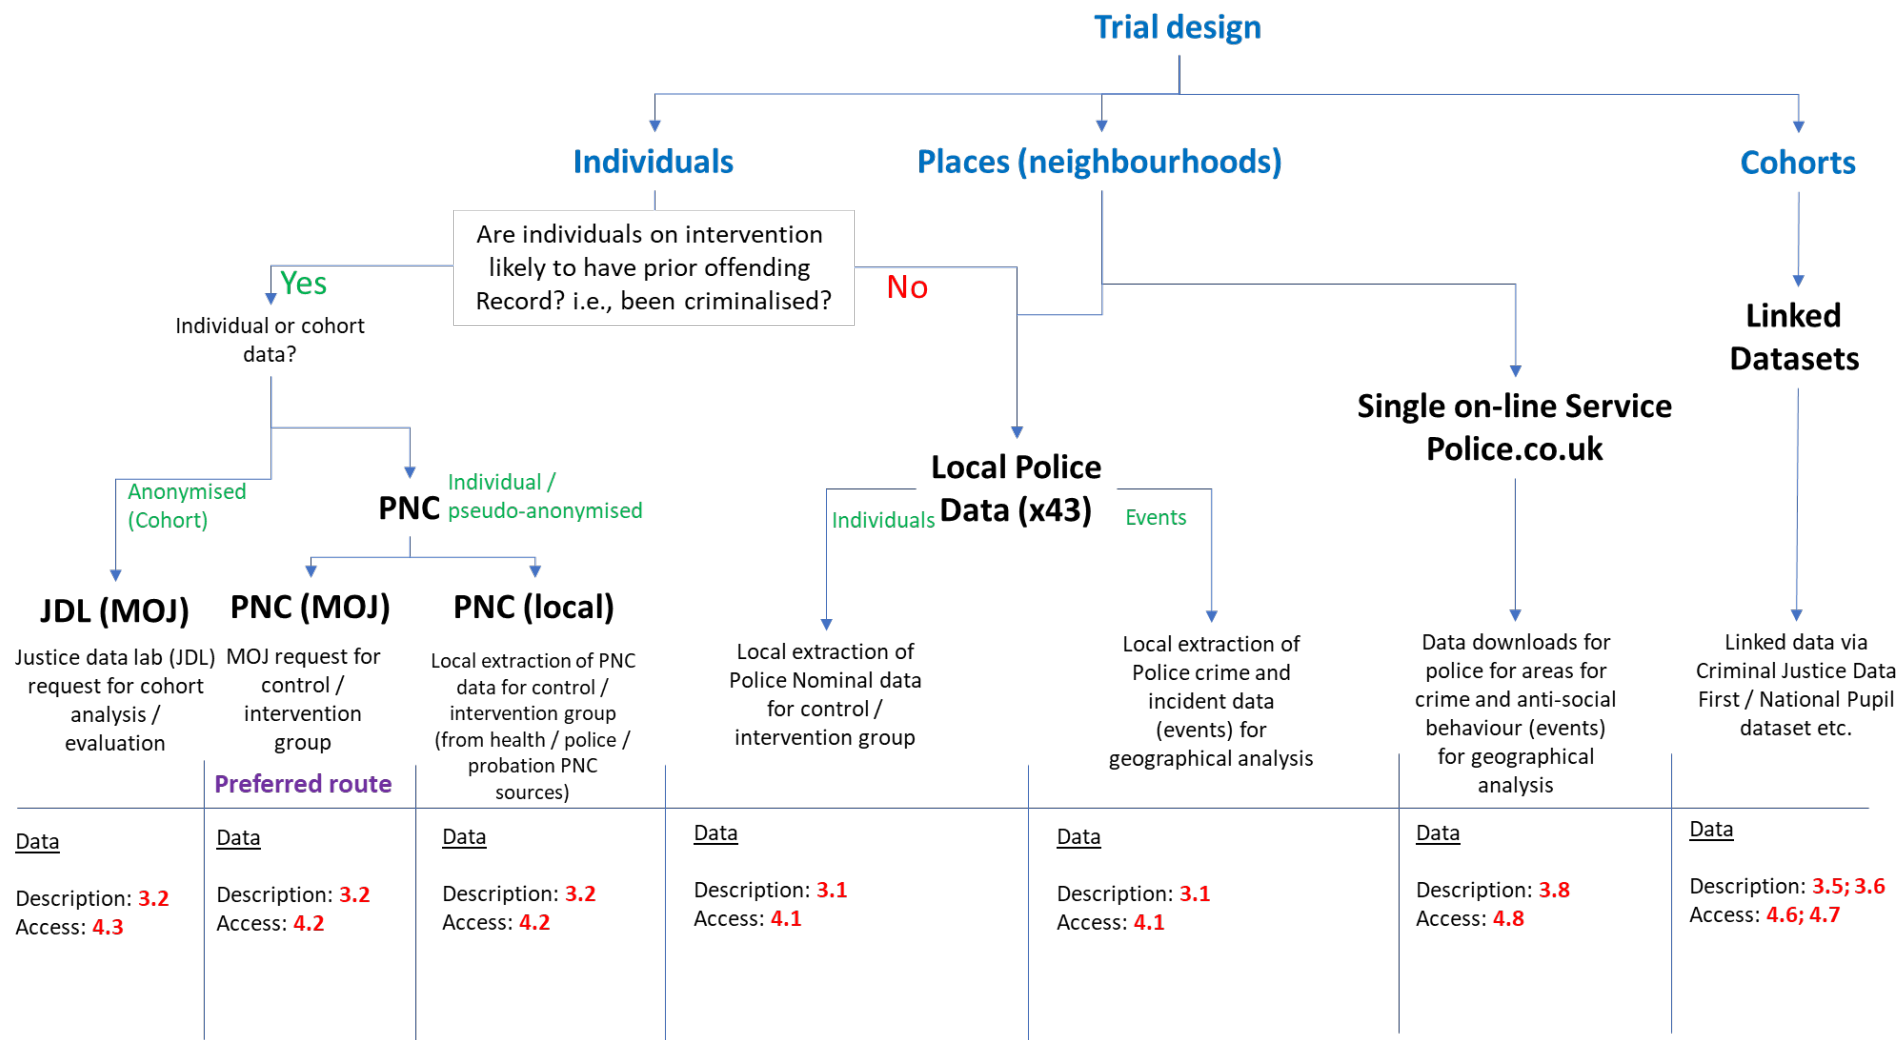 Trial design
Individuals
Places (neighbourhoods)
Cohorts
Are individuals on intervention
likely to have prior offending
Record? i.e., been criminalised?
Yes
No
Individual or cohort
data?
Linked
Datasets
Single on-line Service
Police.co.uk
Local Police
Data (x43)
Individuals
Events
Anonymised
(Cohort)
PNC
Individual /
pseudo-anonymised
JDL (MOJ)
Justice data lab (JDL)
request for cohort
analysis /
evaluation
PNC (MOJ)
MOJ request for
control /
intervention
group
Preferred route
PNC (local)
Local extraction of PNC
data for control /
intervention group
(from health / police /
probation PNC
sources)
Local extraction of
Police Nominal data
for control /
intervention group
Local extraction of
Police crime and
incident data
(events) for
geographical analysis
Data downloads for
police for areas for
crime and anti-social
behaviour (events)
for geographical
analysis
Linked data via
Criminal Justice Data
First / National Pupil
dataset etc.
Data
Description: 3.2
Access: 4.3
Data
Description: 3.2
Access: 4.2
Data
Description: 3.2
Access: 4.2
Data
Description: 3.1
Access: 4.1
Data
Description: 3.1
Access: 4.1
Data
Description: 3.8
Access: 4.8
Data
Description: 3.5; 3.6
Access: 4.6; 4.7